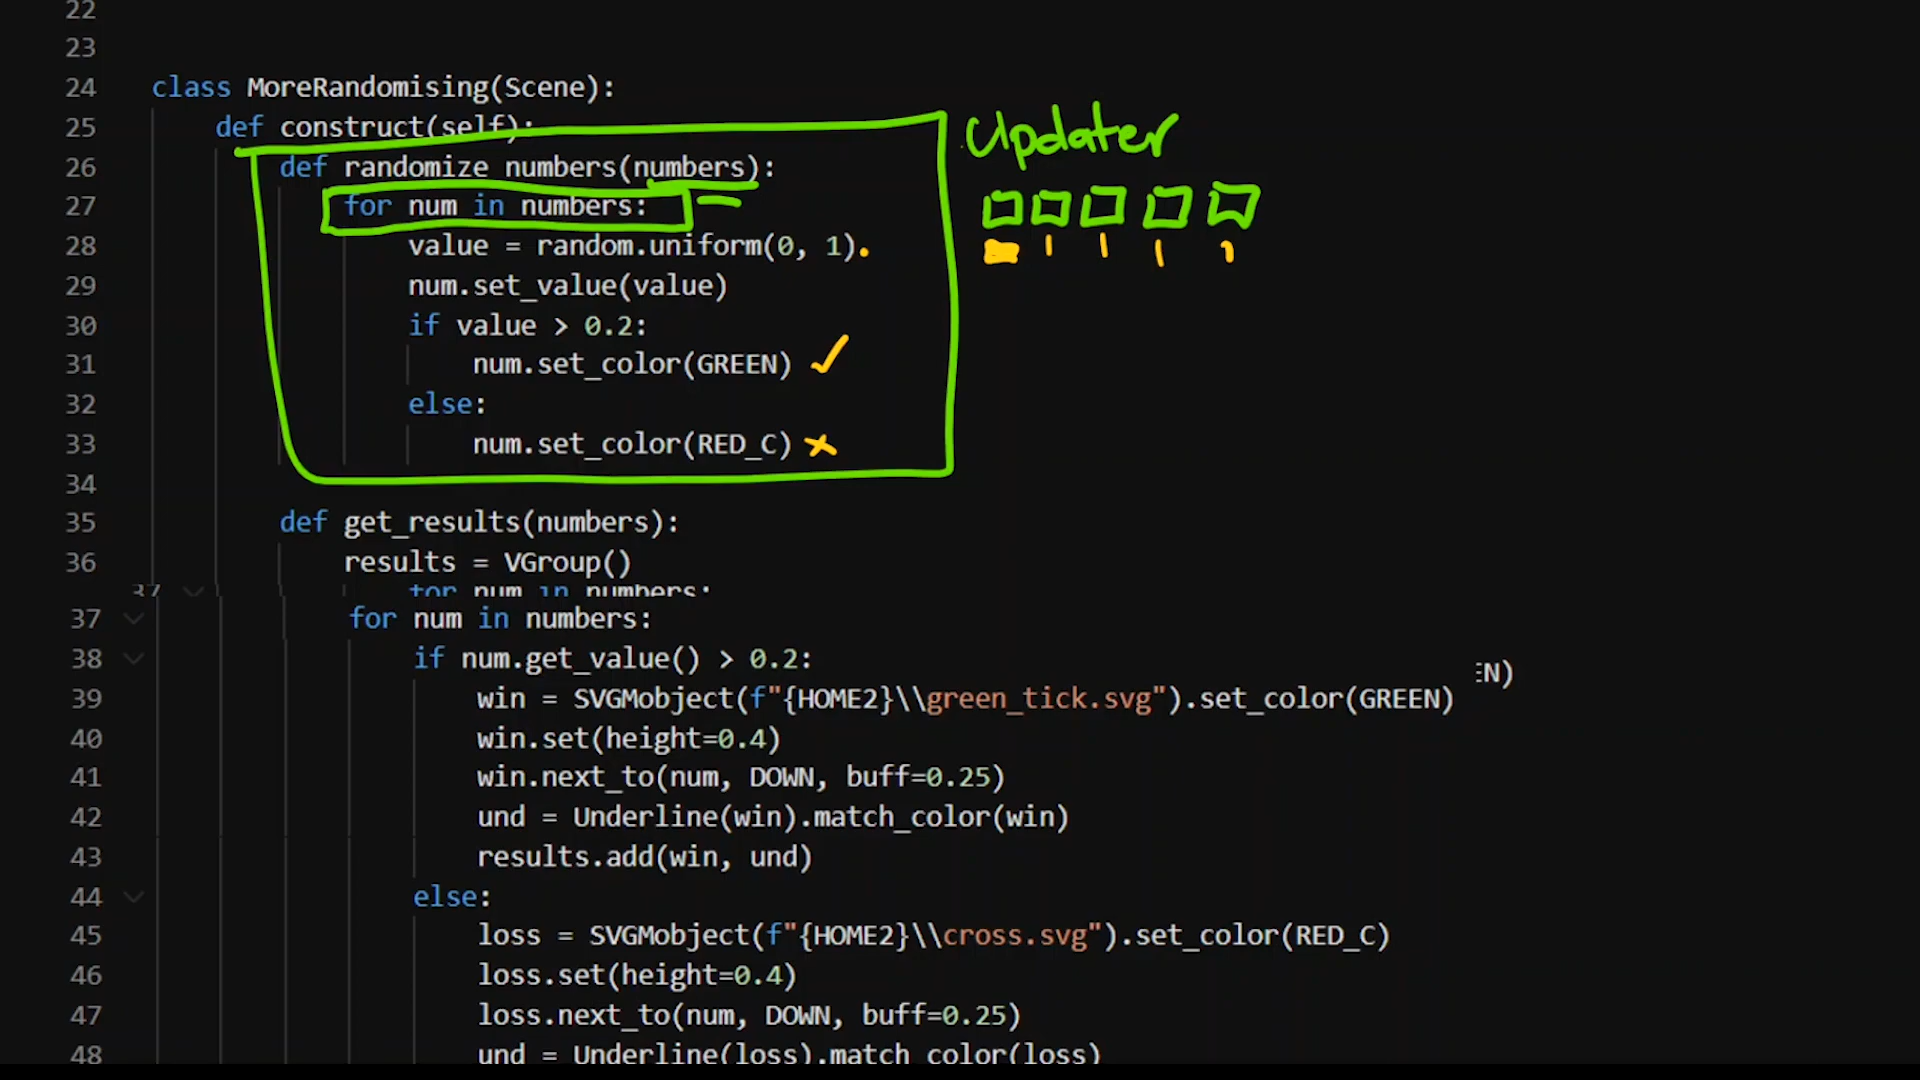 22
23
24 class MoreRandomising(Scene):
25 def construct(self):
Updater
26 def randomize_numbers(numbers):
27 for num in numbers:
28 value = random.uniform(0, 1)
29 num.set_value(value)
30 if value > 0.2:
31 num.set_color(GREEN)
32 else:
33 num.set_color(RED_C)
34
35 def get_results(numbers):
36 results = VGroup()
37 for num in numbers:
37 for num in numbers:
38 if num.get_value() > 0.2:
EN)
39 win = SVGMobject(f"{HOME2}\\green_tick.svg").set_color(GREEN)
40 win.set(height=0.4)
41 win.next_to(num, DOWN, buff=0.25)
42 und = Underline(win).match_color(win)
43 results.add(win, und)
44 else:
45 loss = SVGMobject(f"{HOME2}\\cross.svg").set_color(RED_C)
46 loss.set(height=0.4)
47 loss.next_to(num, DOWN, buff=0.25)
48 und = Underline(loss).match_color(loss)